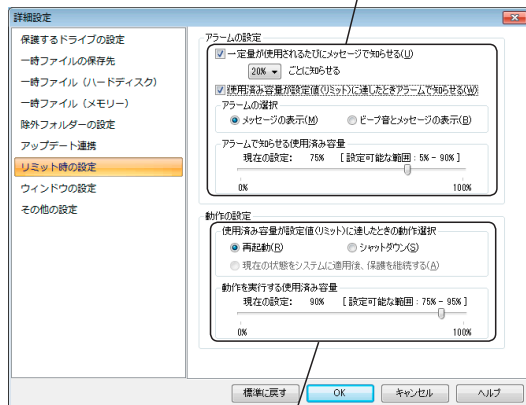 詳細設定
保護するドライブの設定
一時ファイルの保存先
一時ファイル（ハードディスク）
一時ファイル（メモリー）
除外フォルダーの設定
アップデート連携
リミット時の設定
ウィンドウの設定
その他の設定
アラームの設定
一定量が使用されるたびにメッセージで知らせる(U)
20% ごとに知らせる
使用済み容量が設定値(リミット)に達したときアラームで知らせる(W)
アラームの選択
メッセージの表示(M) ビープ音とメッセージの表示(B)
アラームで知らせる使用済み容量
現在の設定: 75% [設定可能な範囲 : 5% - 90%]
0% 100%
動作の設定
使用済み容量が設定値(リミット)に達したときの動作選択
再起動(R) シャットダウン(S)
現在の状態をシステムに適用後、保護を継続する(A)
動作を実行する使用済み容量
現在の設定: 90% [設定可能な範囲 : 75% - 95%]
0% 100%
標準に戻す OK キャンセル ヘルプ